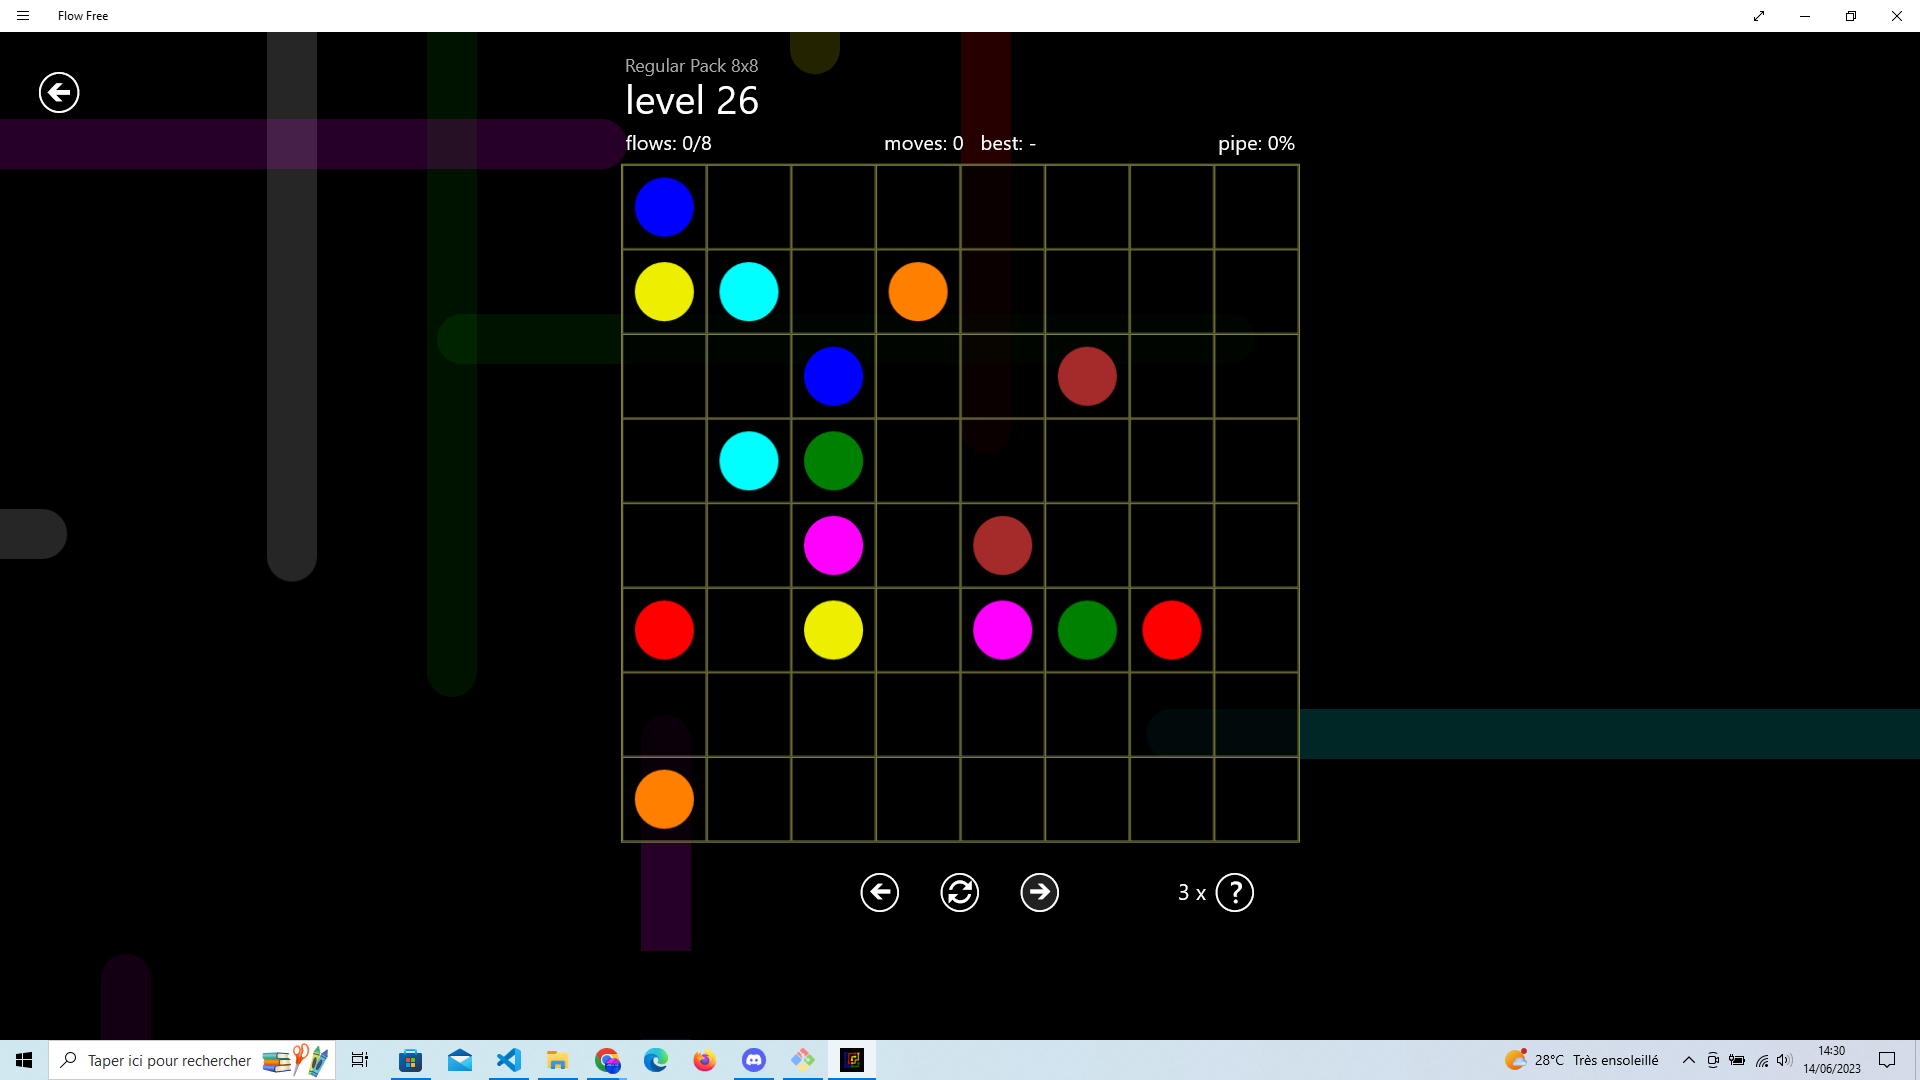 Flow Free
Regular Pack 8x8
level 26
flows: 0/8 moves: 0 best: - pipe: 0%
3 x ?
Taper ici pour rechercher
28°C Très ensoleillé
14:30
14/06/2023